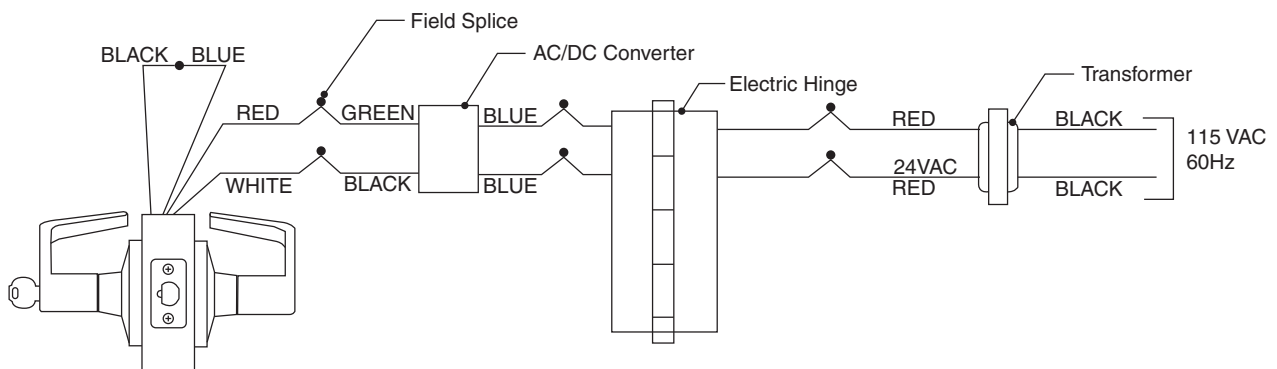 Field Splice
BLACK BLUE
AC/DC Converter
Electric Hinge
Transformer
RED GREEN BLUE RED BLACK
115 VAC
60Hz
24VAC
WHITE BLACK BLUE RED BLACK